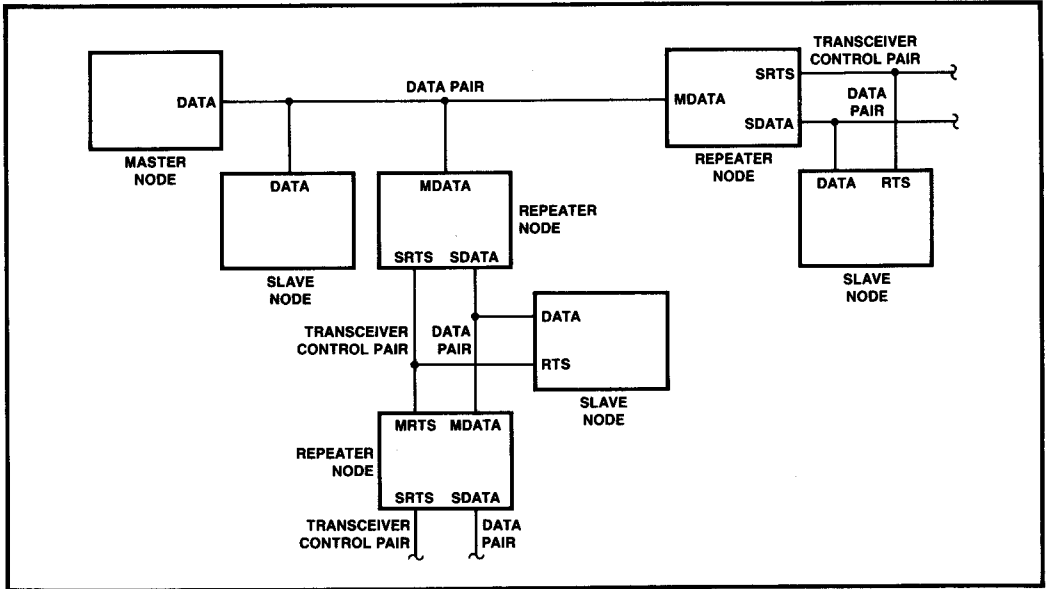 TRANSCEIVER
CONTROL PAIR
SRTS
DATA PAIR
DATA
PAIR
DATA
MDATA
SDATA
MASTER
NODE
REPEATER
NODE
DATA
MDATA
DATA RTS
REPEATER
NODE
SRTS SDATA
SLAVE
NODE
SLAVE
NODE
DATA
TRANSCEIVER
CONTROL PAIR
DATA
PAIR
RTS
SLAVE
NODE
MRTS MDATA
REPEATER
NODE
SRTS SDATA
TRANSCEIVER
CONTROL PAIR
DATA
PAIR